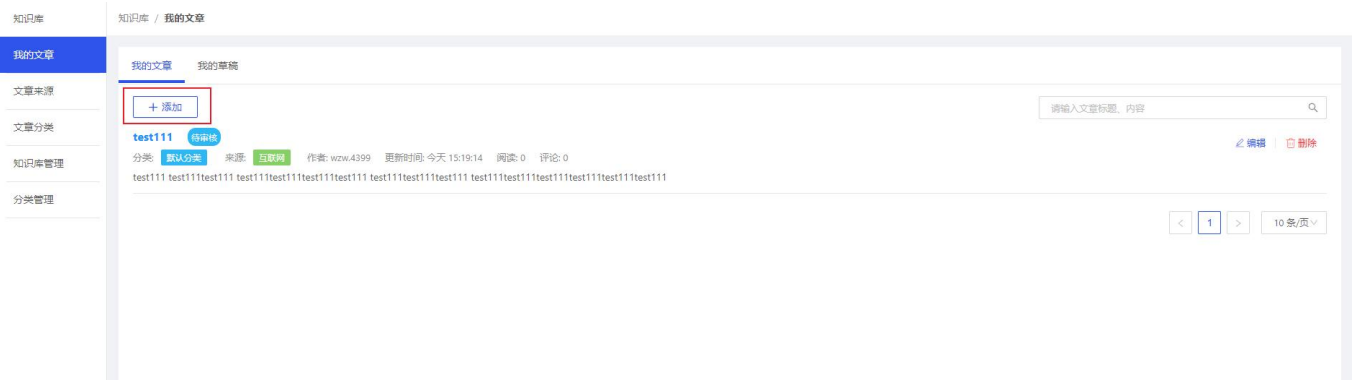 知识库
我的文章
文章来源
文章分类
知识库管理
分类管理
知识库 / 我的文章
我的文章 我的草稿
+ 添加 请输入文章标题、内容
test111 待审核 编辑 删除
分类: 默认分类 来源: 互联网 作者: wzw.4399 更新时间: 今天 15:19:14 阅读: 0 评论: 0
test111 test111test111 test111test111test111test111 test111test111test111 test111test111test111test111test111test111
< 1 > 10 条/页